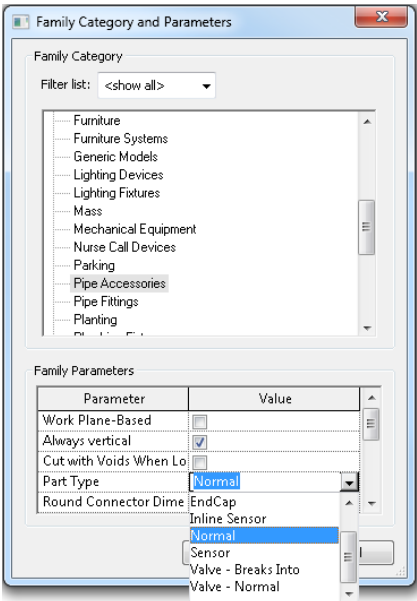 Family Category and Parameters
Family Category
Filter list: <show all>
Furniture
Furniture Systems
Generic Models
Lighting Devices
Lighting Fixtures
Mass
Mechanical Equipment
Nurse Call Devices
Parking
Pipe Accessories
Pipe Fittings
Planting
Family Parameters
Parameter Value
Work Plane-Based
Always vertical
Cut with Voids When Lo
Part Type Normal
Round Connector Dime
EndCap
Inline Sensor
Normal
Sensor
Valve - Breaks Into
Valve - Normal